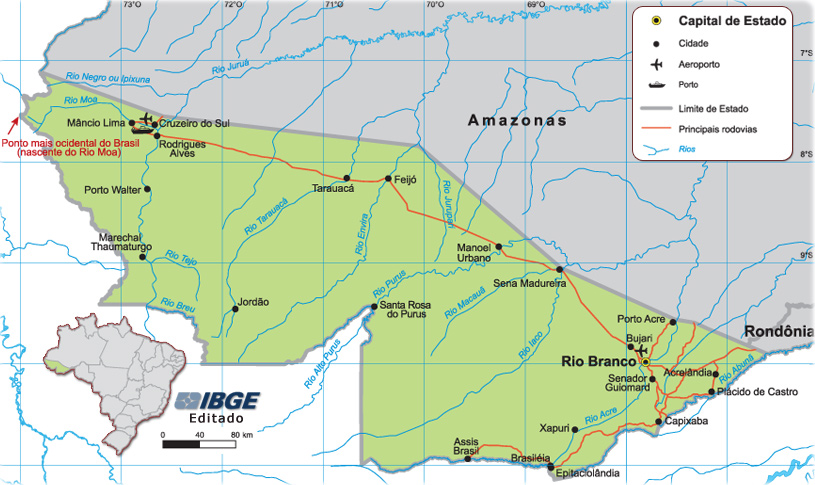 73°
72°
71°
70°
69°
7°S
8°S
9°S
Capital de Estado
Cidade
Aeroporto
Porto
Limite de Estado
Principais rodovias
Rios
Rio Negro ou Ipixuna
Rio Juruá
Rio Moa
Amazonas
Mâncio Lima
Cruzeiro do Sul
Ponto mais ocidental do Brasil
(nascente do Rio Moa)
Rodrigues
Alves
Porto Walter
Tarauacá
Feijó
Rio Jurupari
Rio Tarauacá
Rio Envira
Marechal
Thaumaturgo
Rio Tejo
Manoel
Urbano
Sena Madureira
Rio Purus
Rio Macauã
Rio Breu
Jordão
Santa Rosa
do Purus
Rio Iaco
Porto Acre
Rondônia
Bujari
Rio Alto Purus
Rio Branco
Senador
Guiomard
Acrelândia
Rio Abunã
Plácido de Castro
IBGE
Editado
0 40 80 km
Rio Acre
Xapuri
Capixaba
Assis
Brasil
Brasiléia
Epitaciolândia